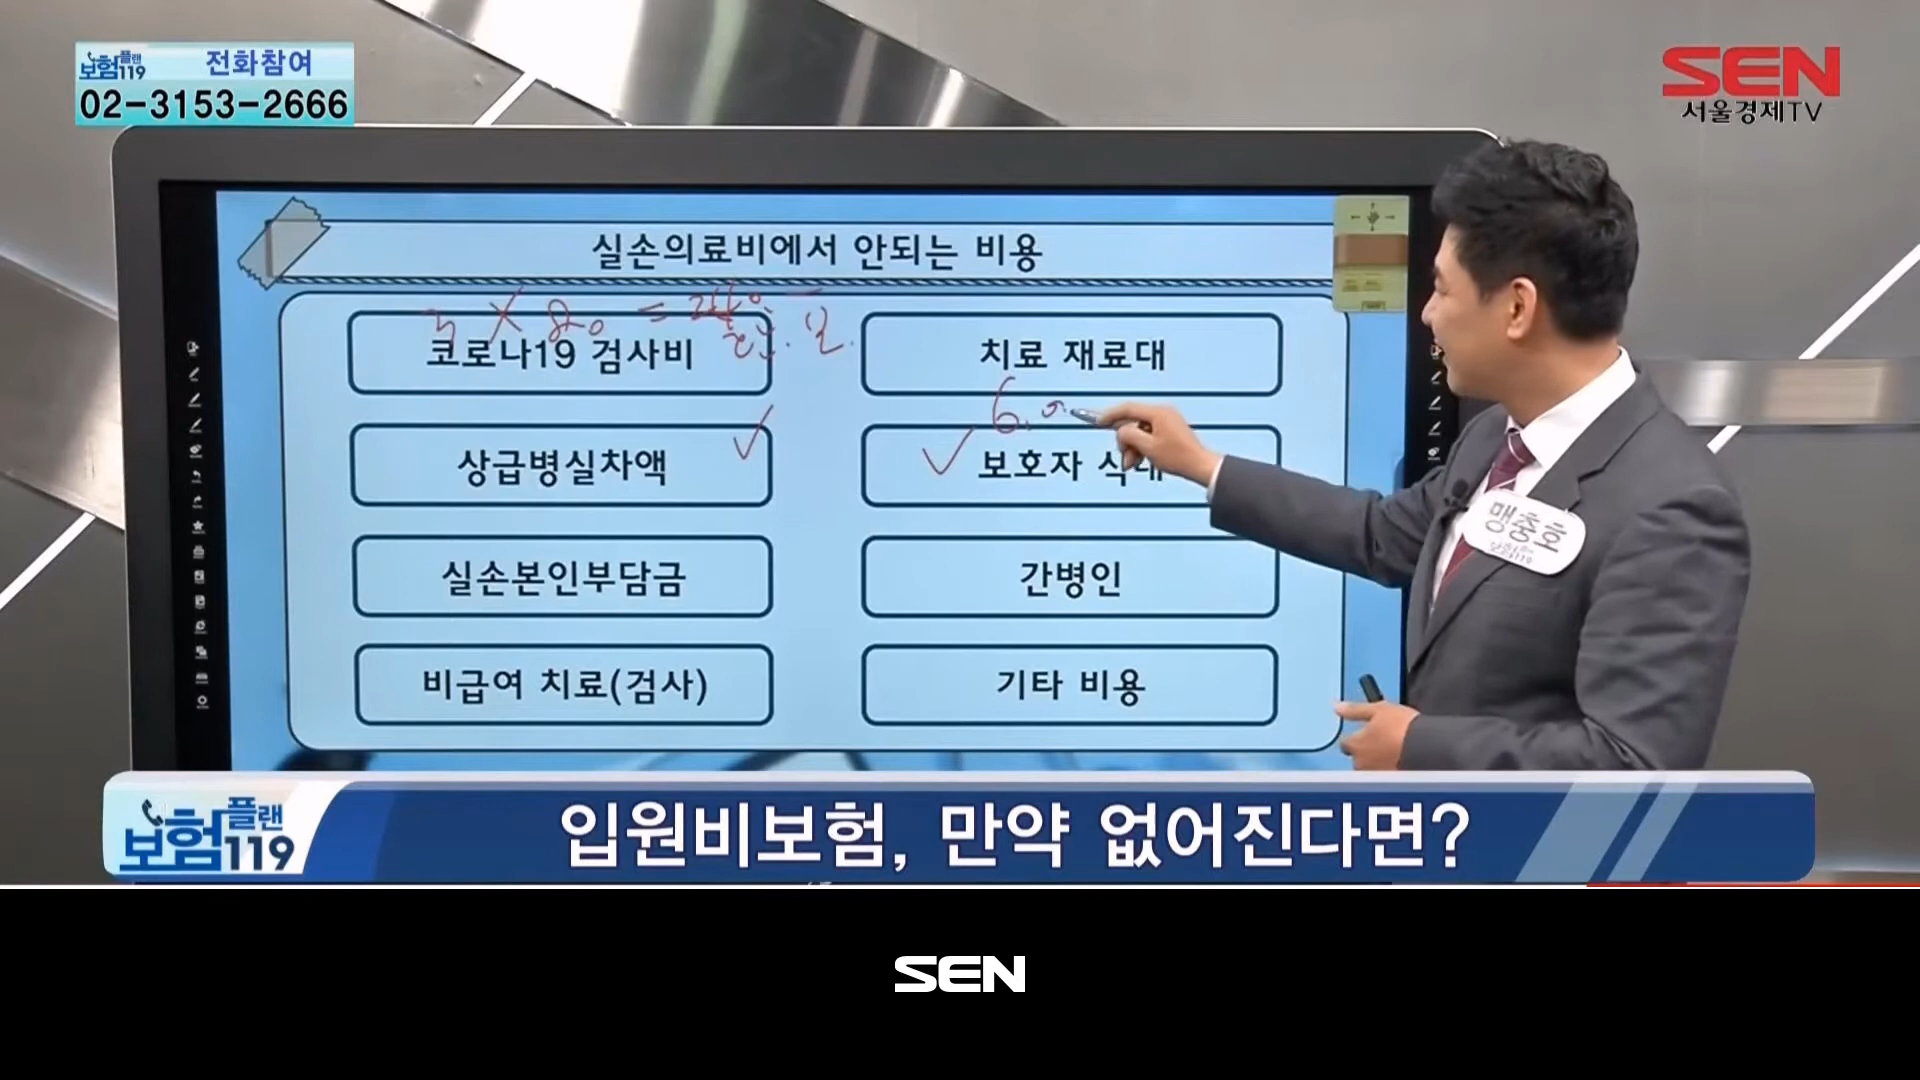 보험플랜119 전화참여
02-3153-2666
SEN
서울경제TV
실손의료비에서 안되는 비용
코로나19 검사비
치료 재료대
상급병실차액
보호자 식대
실손본인부담금
간병인
비급여 치료(검사)
기타 비용
맹충호
보험플랜119
입원비보험, 만약 없어진다면?
SEN